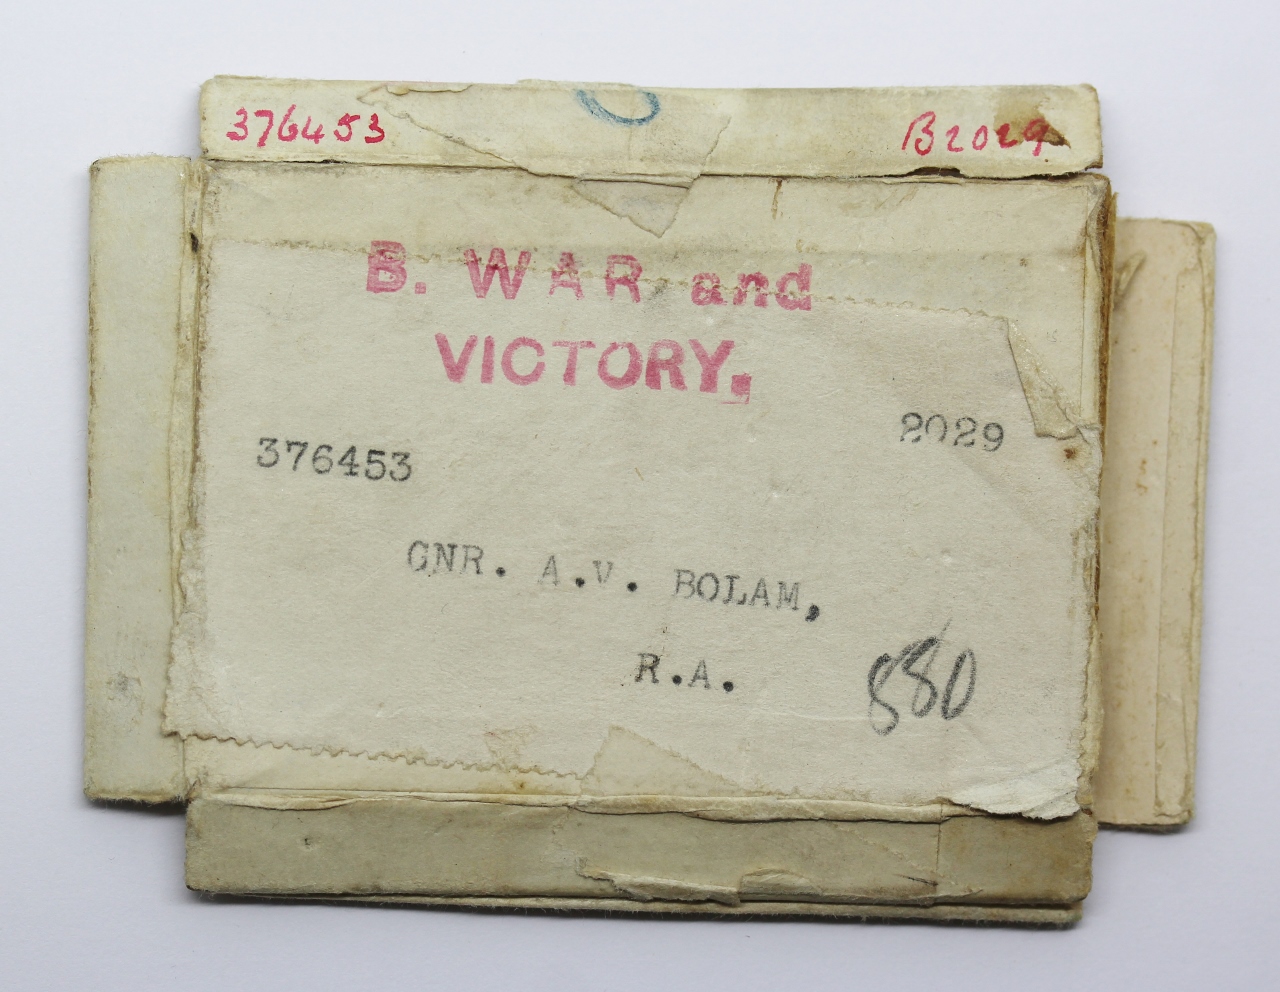 376453 B2029
B. WAR and
VICTORY.
2029
376453
GNR. A.V. BOLAM,
R.A.
880